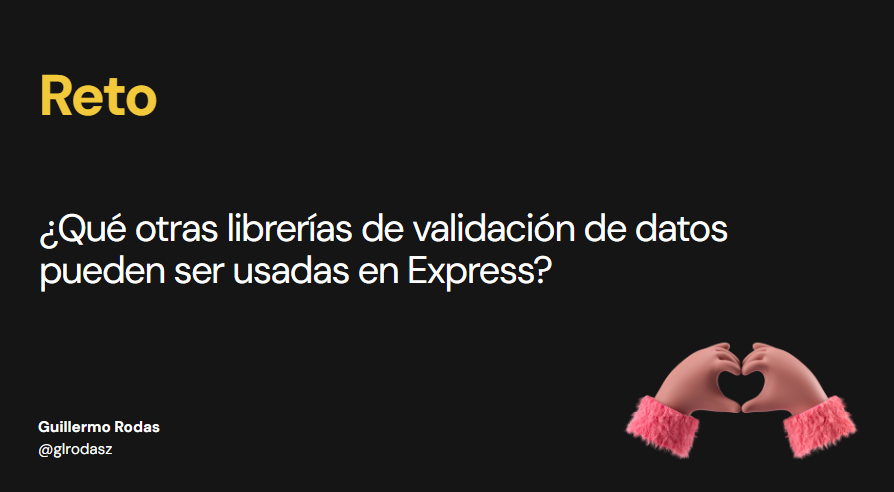 Reto
¿Qué otras librerías de validación de datos
pueden ser usadas en Express?
Guillermo Rodas
@glrodasz